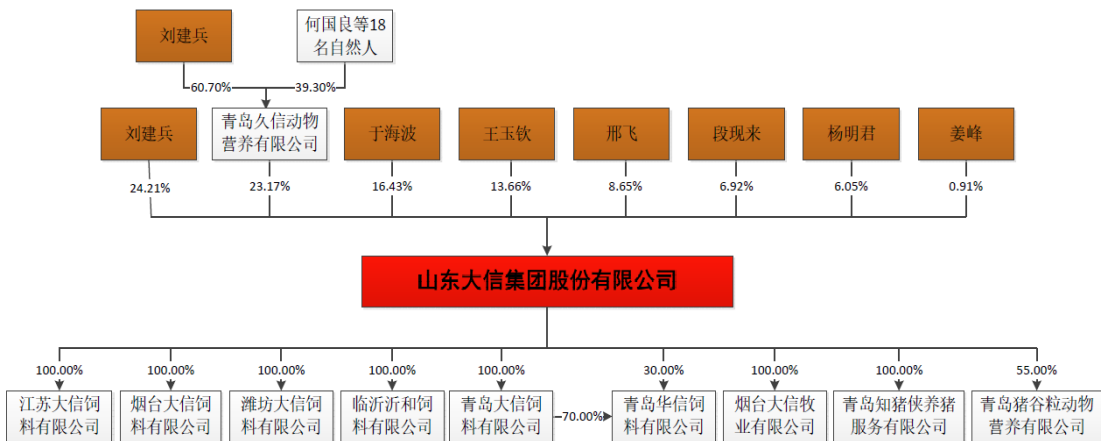 刘建兵
何国良等18
名自然人
60.70%
39.30%
刘建兵
青岛久信动物
营养有限公司
于海波
王玉钦
邢飞
段现来
杨明君
姜峰
24.21%
23.17%
16.43%
13.66%
8.65%
6.92%
6.05%
0.91%
山东大信集团股份有限公司
100.00%
100.00%
100.00%
100.00%
100.00%
30.00%
100.00%
100.00%
55.00%
江苏大信饲
料有限公司
烟台大信饲
料有限公司
潍坊大信饲
料有限公司
临沂沂和饲
料有限公司
青岛大信饲
料有限公司
70.00%
青岛华信饲
料有限公司
烟台大信牧
业有限公司
青岛知猪侠养猪
服务有限公司
青岛猪谷粒动物
营养有限公司